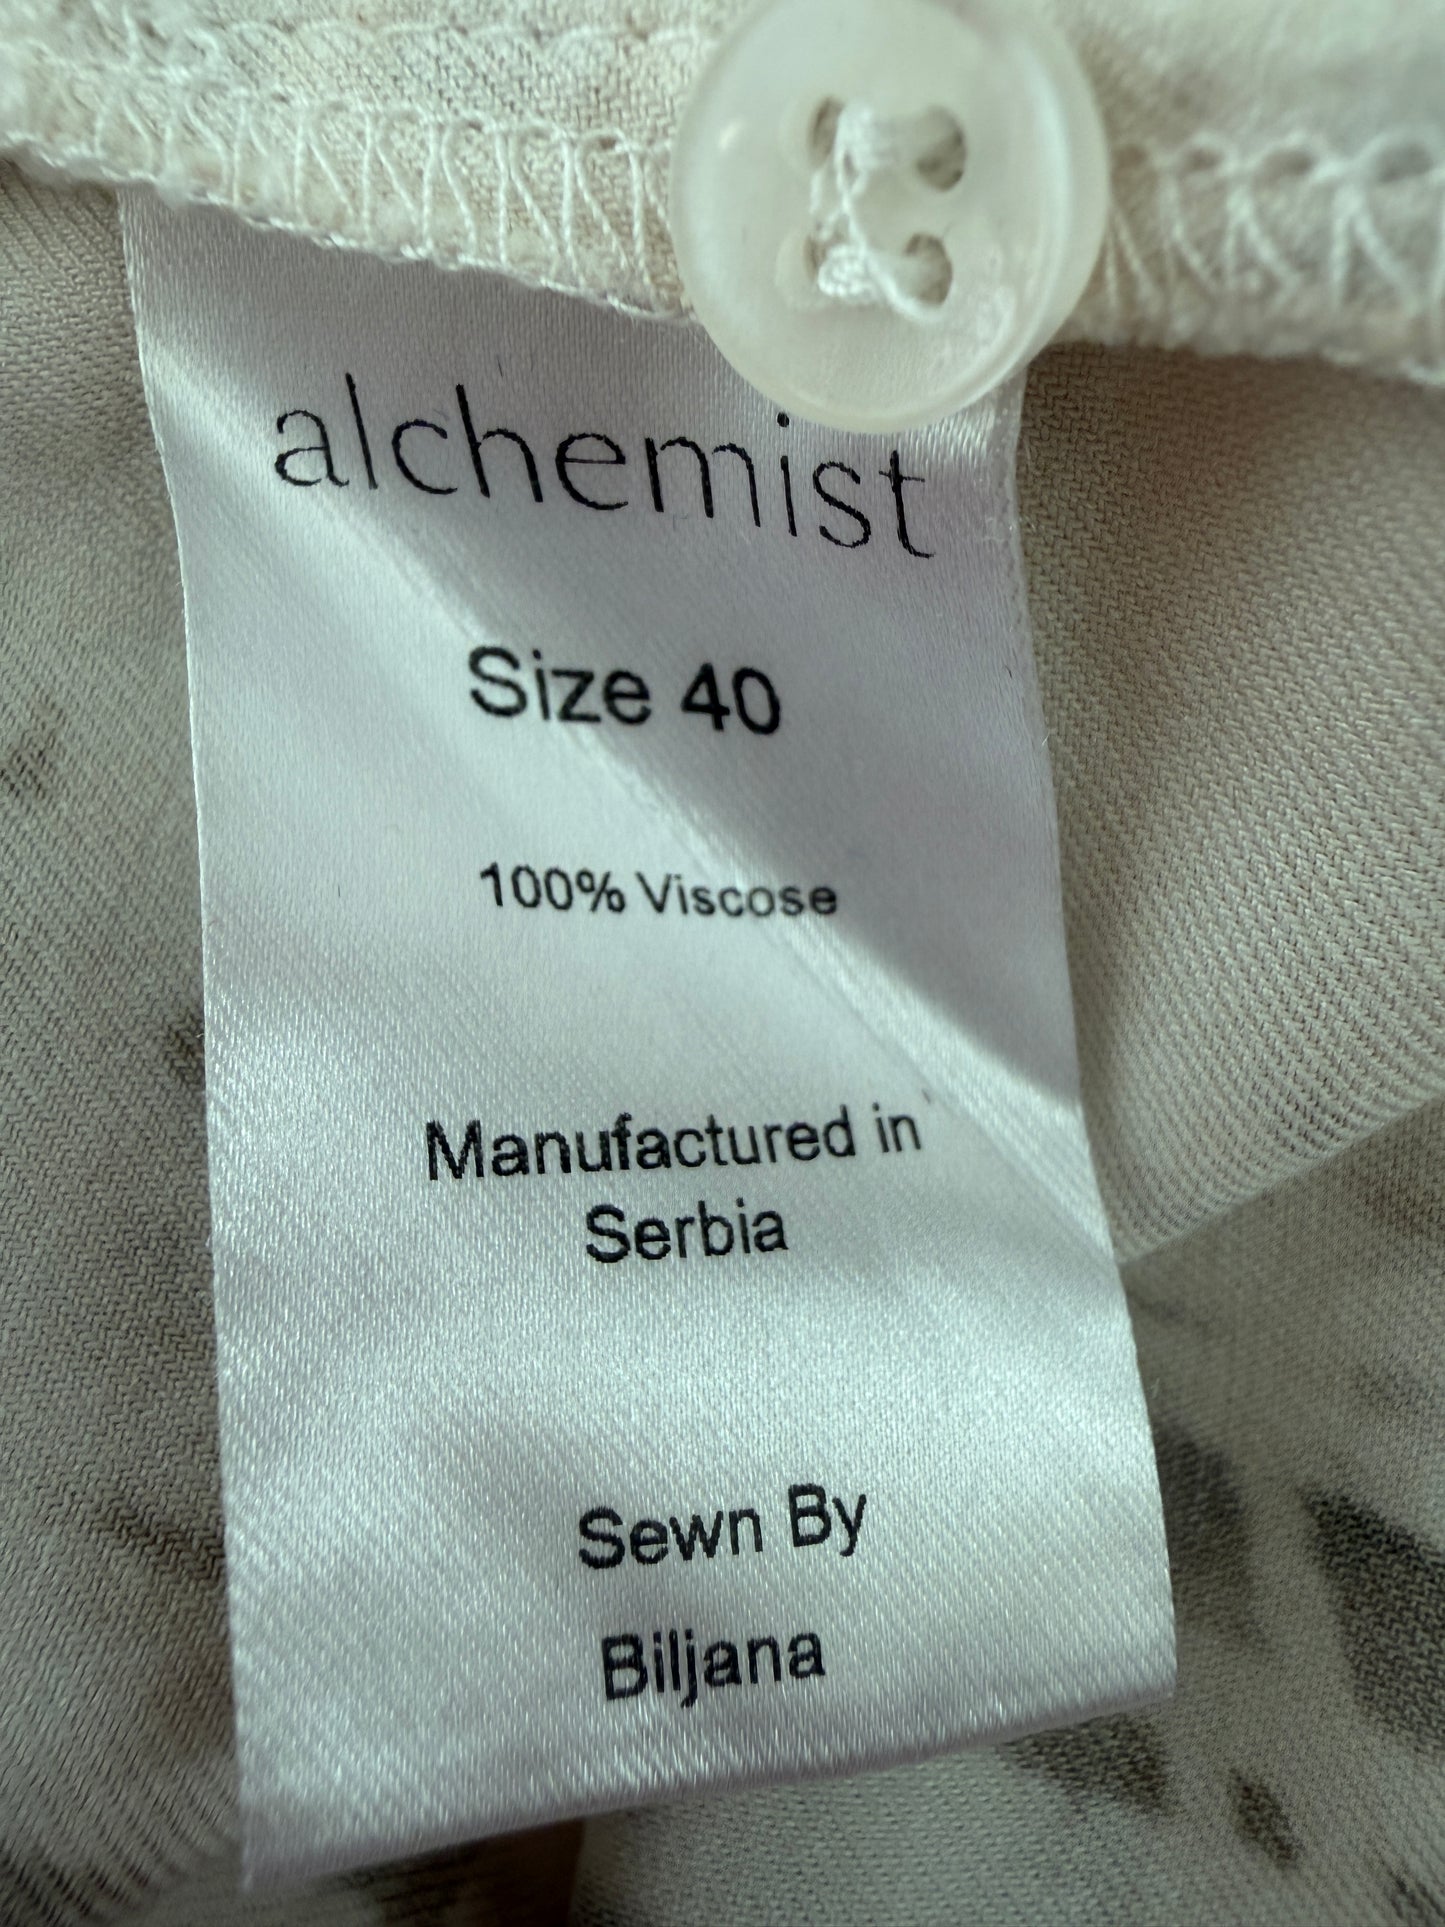 alchemist
Size 40
100% Viscose
Manufactured in
Serbia
Sewn By
Biljana